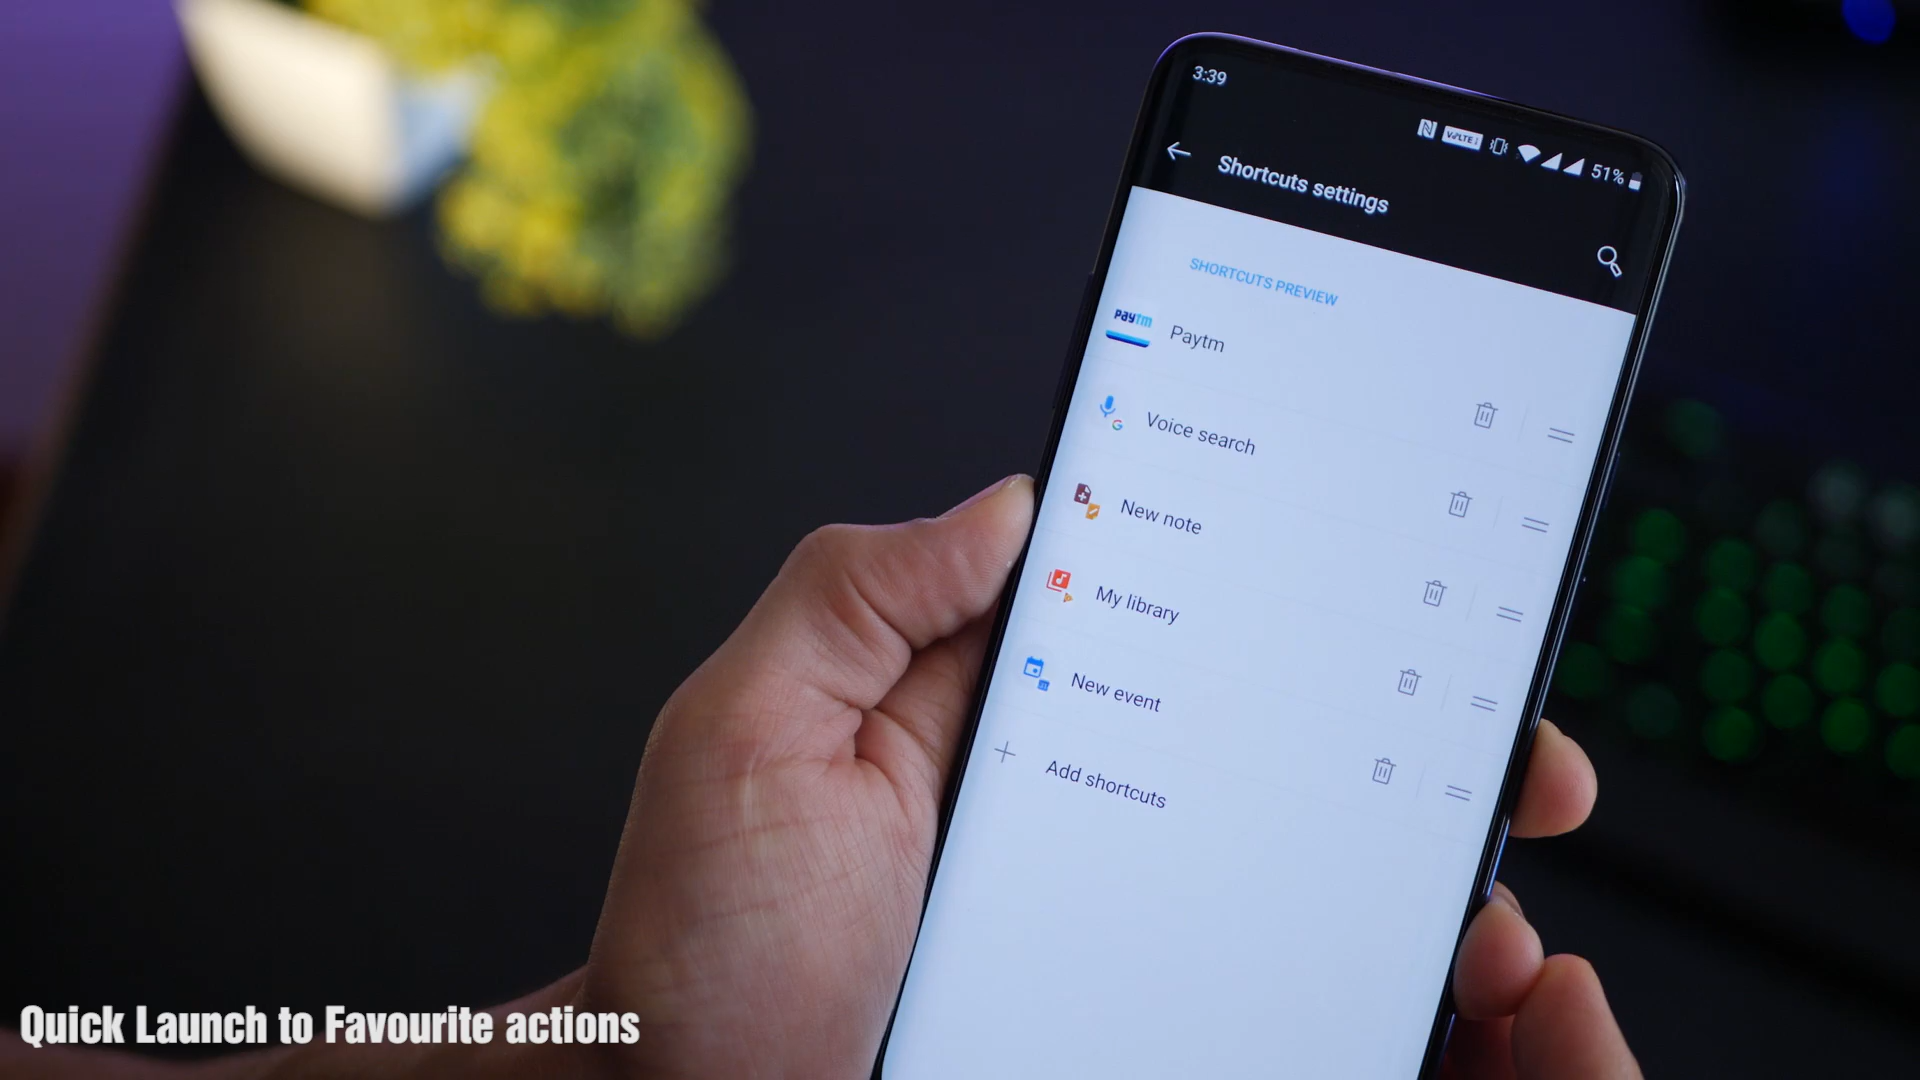 3:39
VoLTE
51%
Shortcuts settings
SHORTCUTS PREVIEW
paytm
Paytm
Voice search
New note
My library
New event
Add shortcuts
Quick Launch to Favourite actions